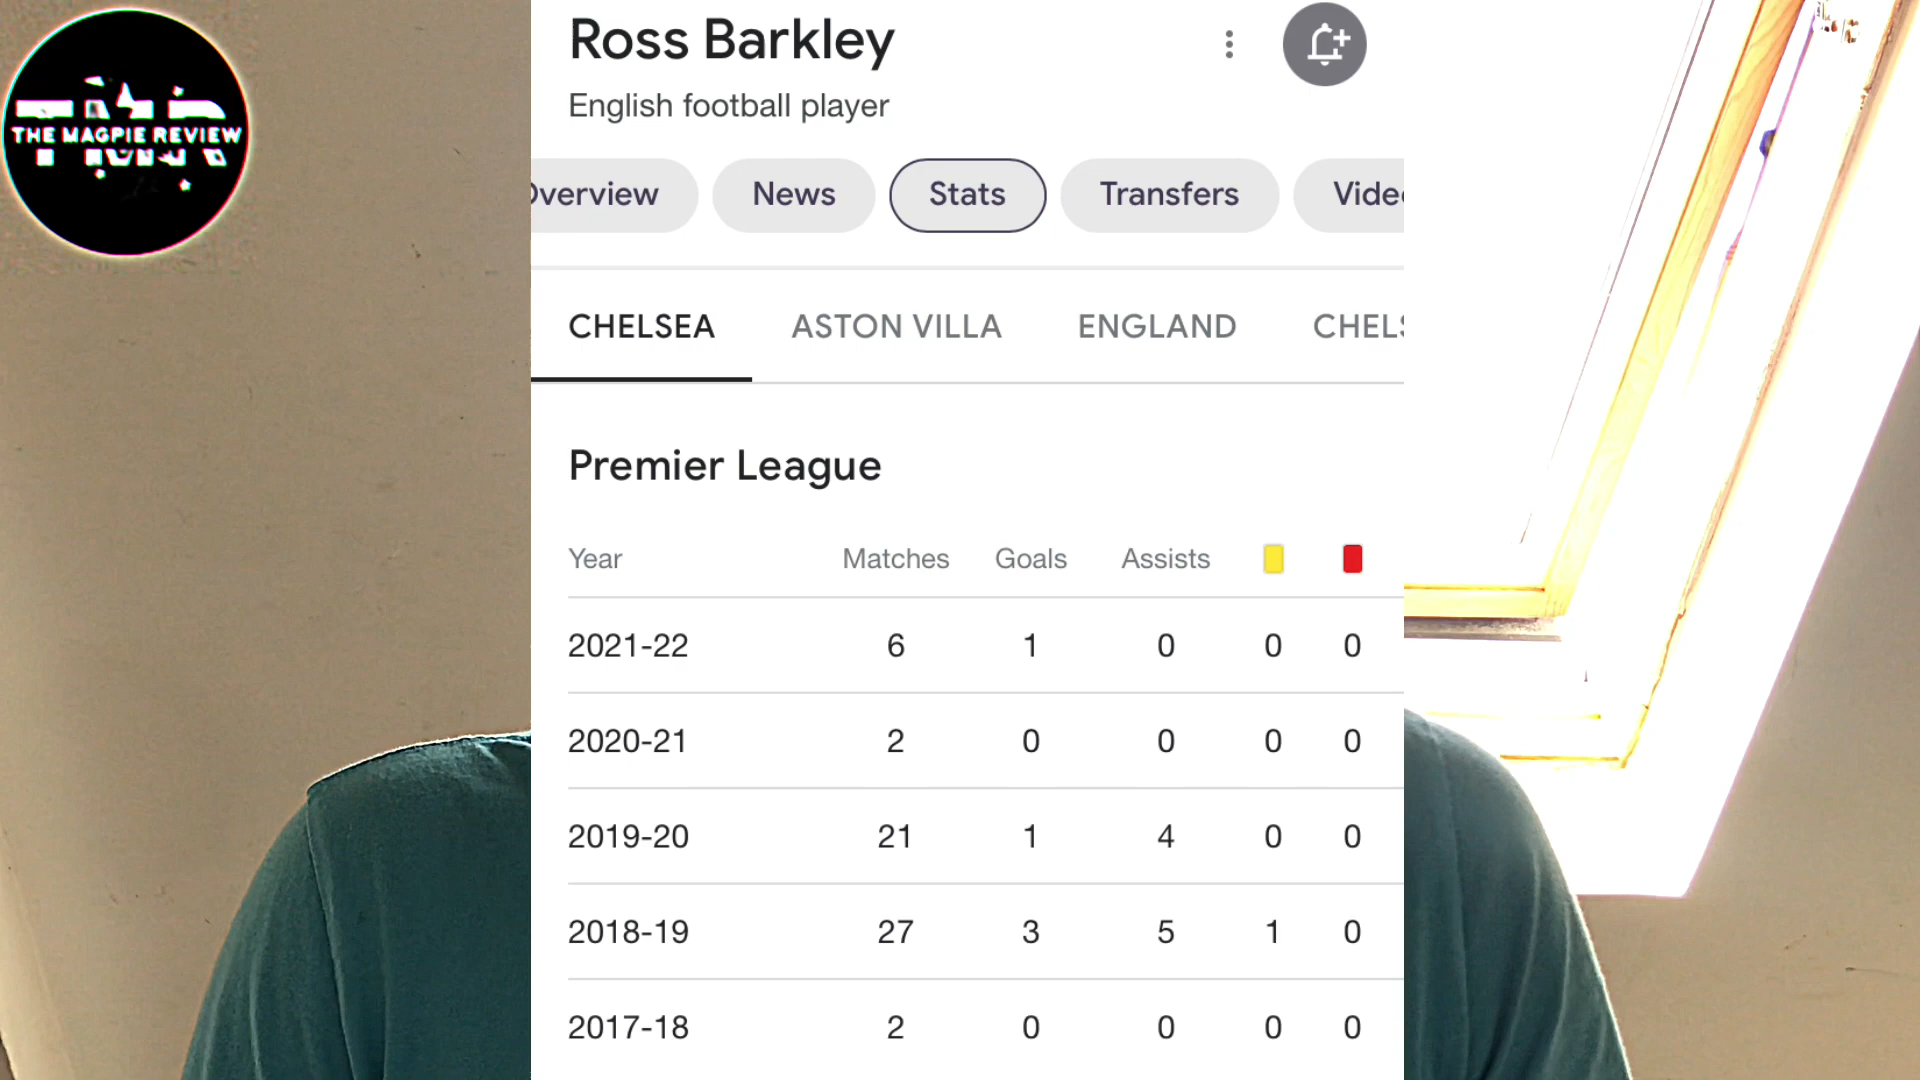 THE MAGPIE REVIEW
Ross Barkley
English football player
Overview News Stats Transfers Vide
CHELSEA ASTON VILLA ENGLAND CHELS
Premier League
Year Matches Goals Assists
2021-22 6 1 0 0 0
2020-21 2 0 0 0 0
2019-20 21 1 4 0 0
2018-19 27 3 5 1 0
2017-18 2 0 0 0 0